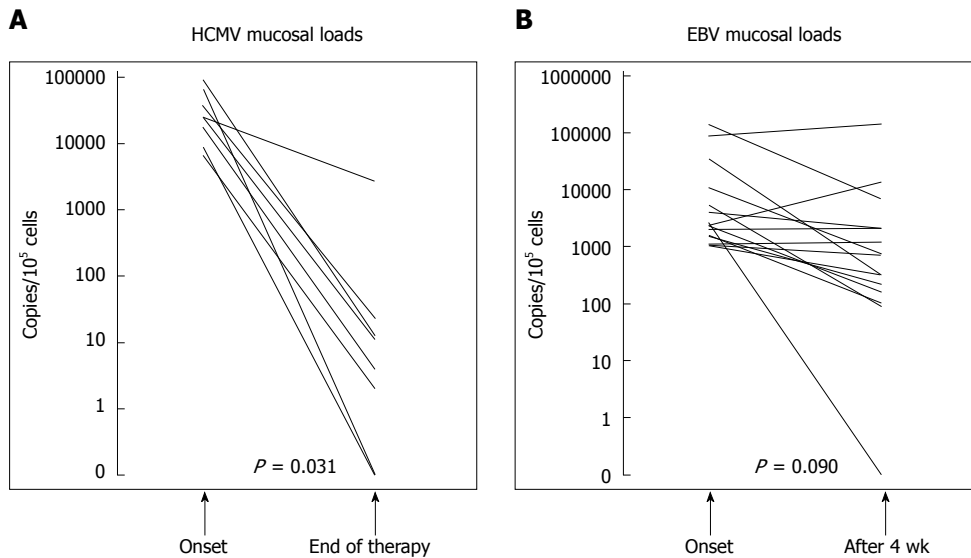 A
HCMV mucosal loads
Copies/10⁵ cells
100000
10000
1000
100
10
1
0
P = 0.031
Onset
End of therapy
B
EBV mucosal loads
Copies/10⁵ cells
1000000
100000
10000
1000
100
10
1
0
P = 0.090
Onset
After 4 wk